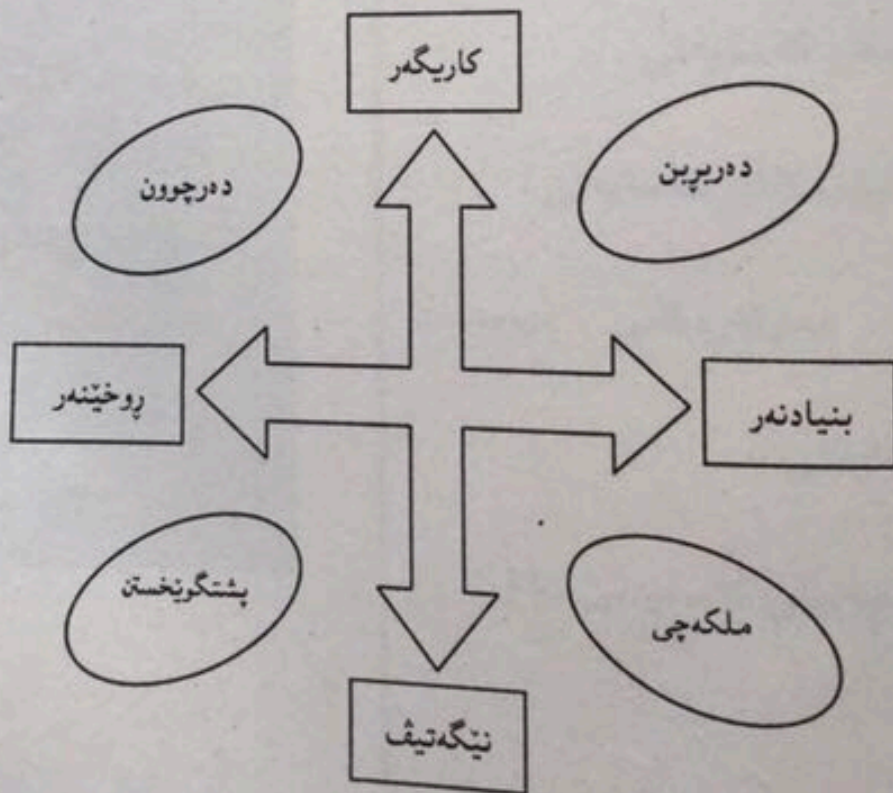 کاریگەر
دەربڕین
دەرچوون
بنیادنەر
ڕوخێنەر
ملکەچی
پشتگوێخستن
نێگەتیڤ